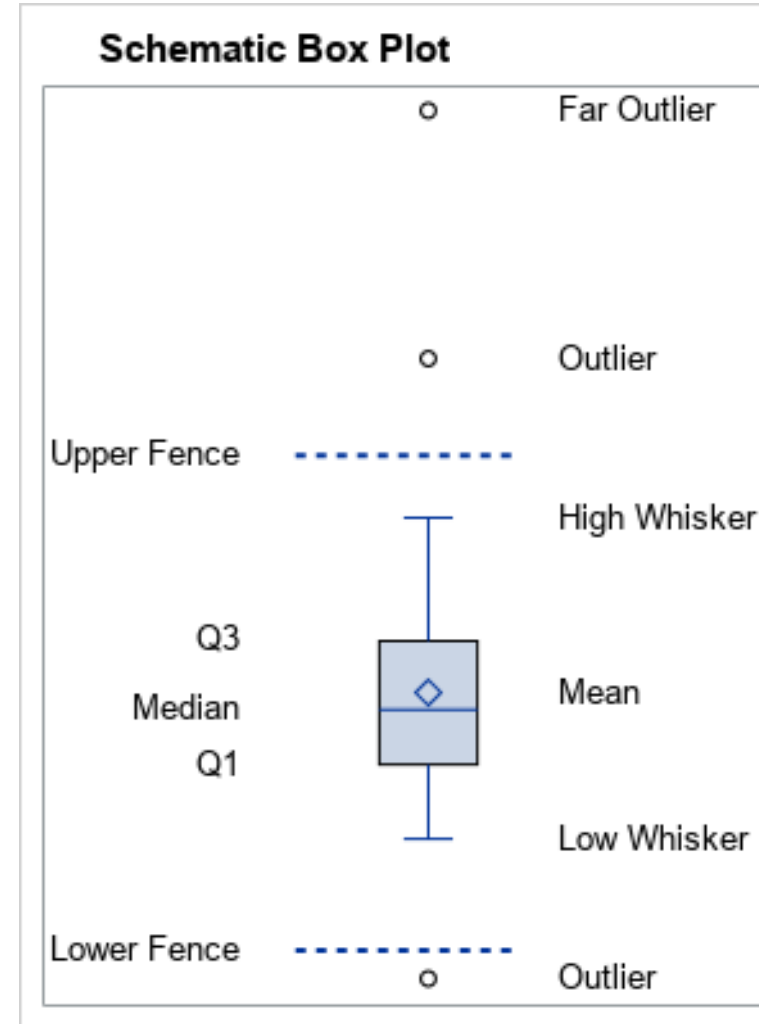 Schematic Box Plot
Far Outlier
Outlier
Upper Fence
High Whisker
Q3
Mean
Median
Q1
Low Whisker
Lower Fence
Outlier